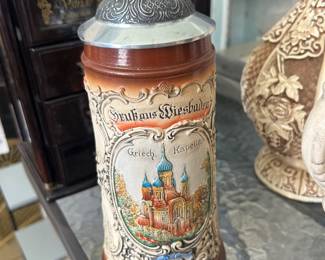 Gruß aus Wiesbaden
Griech. Kapelle